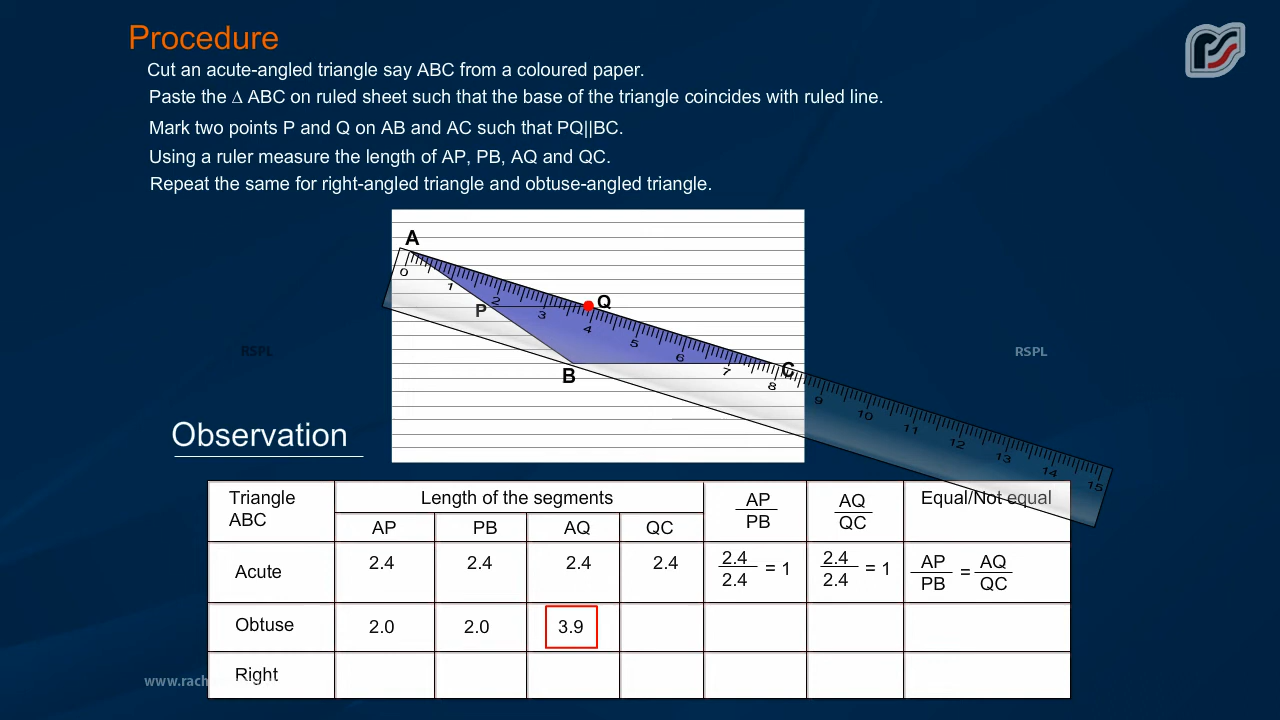 Procedure
Cut an acute-angled triangle say ABC from a coloured paper.
Paste the ∆ ABC on ruled sheet such that the base of the triangle coincides with ruled line.
Mark two points P and Q on AB and AC such that PQ||BC.
Using a ruler measure the length of AP, PB, AQ and QC.
Repeat the same for right-angled triangle and obtuse-angled triangle.
A
0 1 2 3 4 5 6 7 8 9 10 11 12 13 14 15
Q
P
B
C
RSPL
RSPL
Observation
Triangle ABC
Length of the segments
AP PB AQ QC
AP/PB
AQ/QC
Equal/Not equal
Acute 2.4 2.4 2.4 2.4 2.4/2.4 = 1 2.4/2.4 = 1 AP/PB = AQ/QC
Obtuse 2.0 2.0 3.9
Right
www.rach